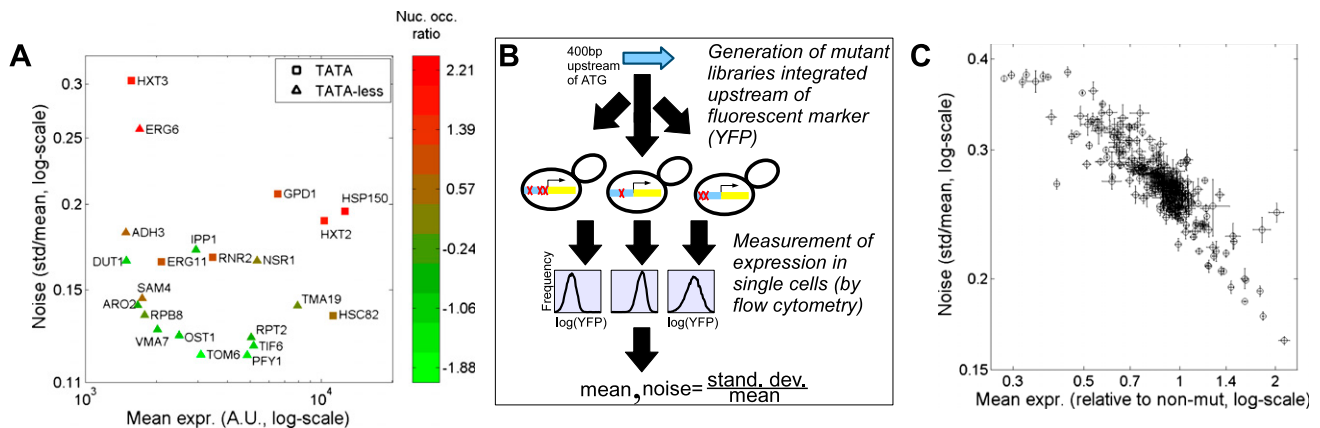 A
Nuc. occ.
ratio
0.3
0.25
0.2
0.15
0.11
Noise (std/mean, log-scale)
TATA
TATA-less
HXT3
ERG6
GPD1
HSP150
HXT2
ADH3
IPP1
DUT1
ERG11
RNR2
NSR1
SAM4
ARO2
RPB8
TMA19
HSC82
VMA7
OST1
RPT2
TIF6
TOM6
PFY1
10³
10⁴
Mean expr. (A.U., log-scale)
2.21
1.39
0.57
-0.24
-1.06
-1.88
B
400bp
upstream
of ATG
Generation of mutant
libraries integrated
upstream of
fluorescent marker
(YFP)
X XX
X
XX
Measurement of
expression in
single cells (by
flow cytometry)
Frequency
log(YFP)
log(YFP)
mean, noise= stand. dev.
mean
C
0.4
0.3
0.2
0.15
Noise (std/mean, log-scale)
0.3 0.5 0.7 1 1.4 2
Mean expr. (relative to non-mut, log-scale)